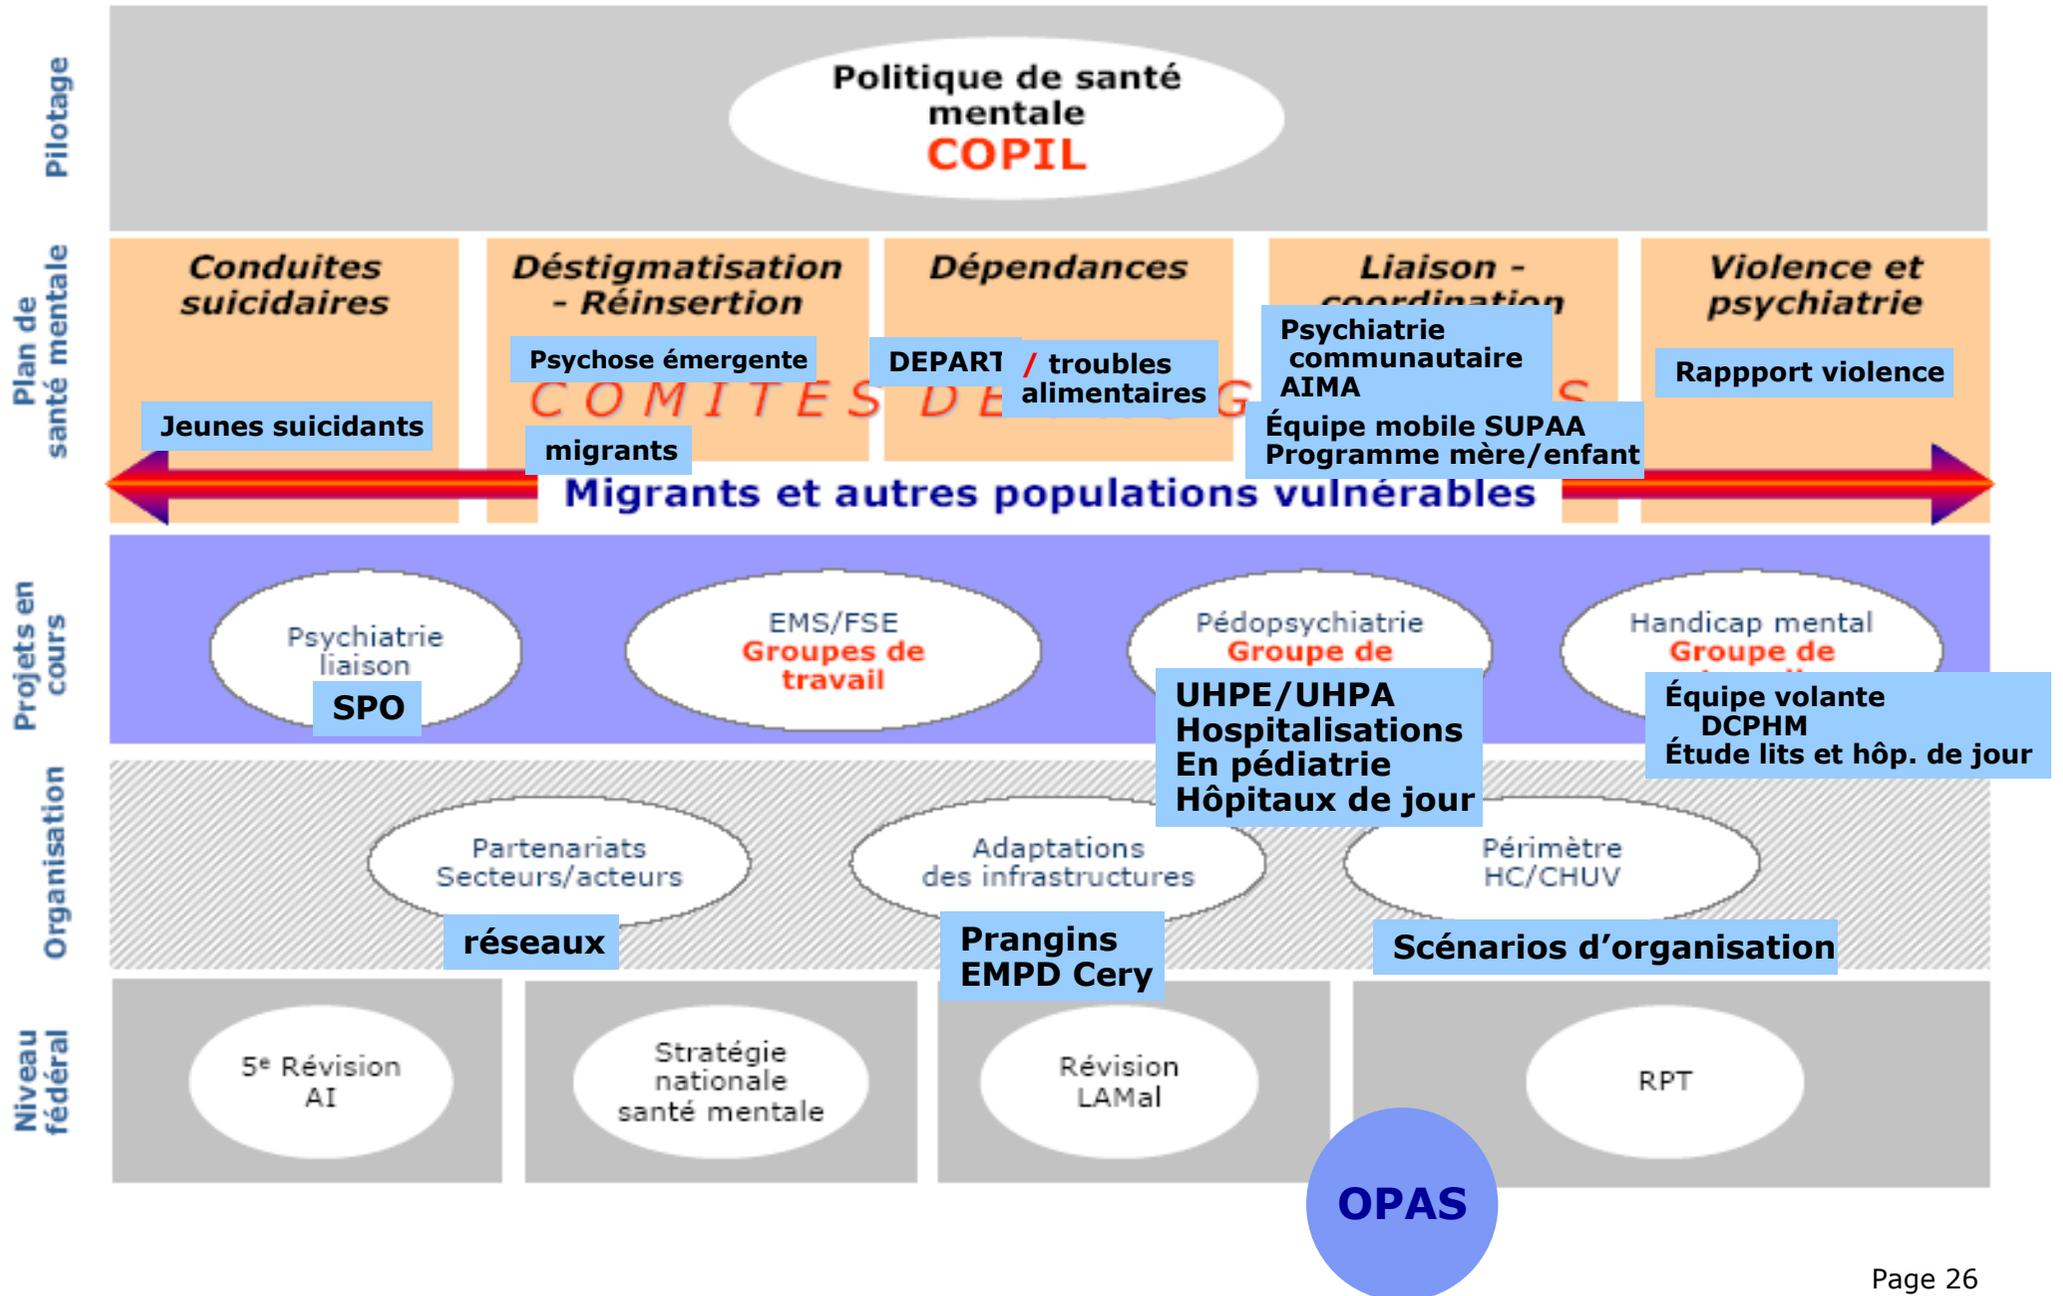 Pilotage
Politique de santé
mentale
COPIL
Plan de
santé mentale
Conduites
suicidaires
Jeunes suicidants
Déstigmatisation
- Réinsertion
Psychose émergente
migrants
Dépendances
DEPART
/ troubles
alimentaires
Liaison -
coordination
Psychiatrie
communautaire
AIMA
Équipe mobile SUPAA
Programme mère/enfant
Violence et
psychiatrie
Rappport violence
COMITES DE
Migrants et autres populations vulnérables
Projets en
cours
Psychiatrie
liaison
SPO
EMS/FSE
Groupes de
travail
Pédopsychiatrie
Groupe de
UHPE/UHPA
Hospitalisations
En pédiatrie
Hôpitaux de jour
Handicap mental
Groupe de
Équipe volante
DCPHM
Étude lits et hôp. de jour
Organisation
Partenariats
Secteurs/acteurs
réseaux
Adaptations
des infrastructures
Prangins
EMPD Cery
Périmètre
HC/CHUV
Scénarios d’organisation
Niveau
fédéral
5e Révision
AI
Stratégie
nationale
santé mentale
Révision
LAMal
RPT
OPAS
Page 26